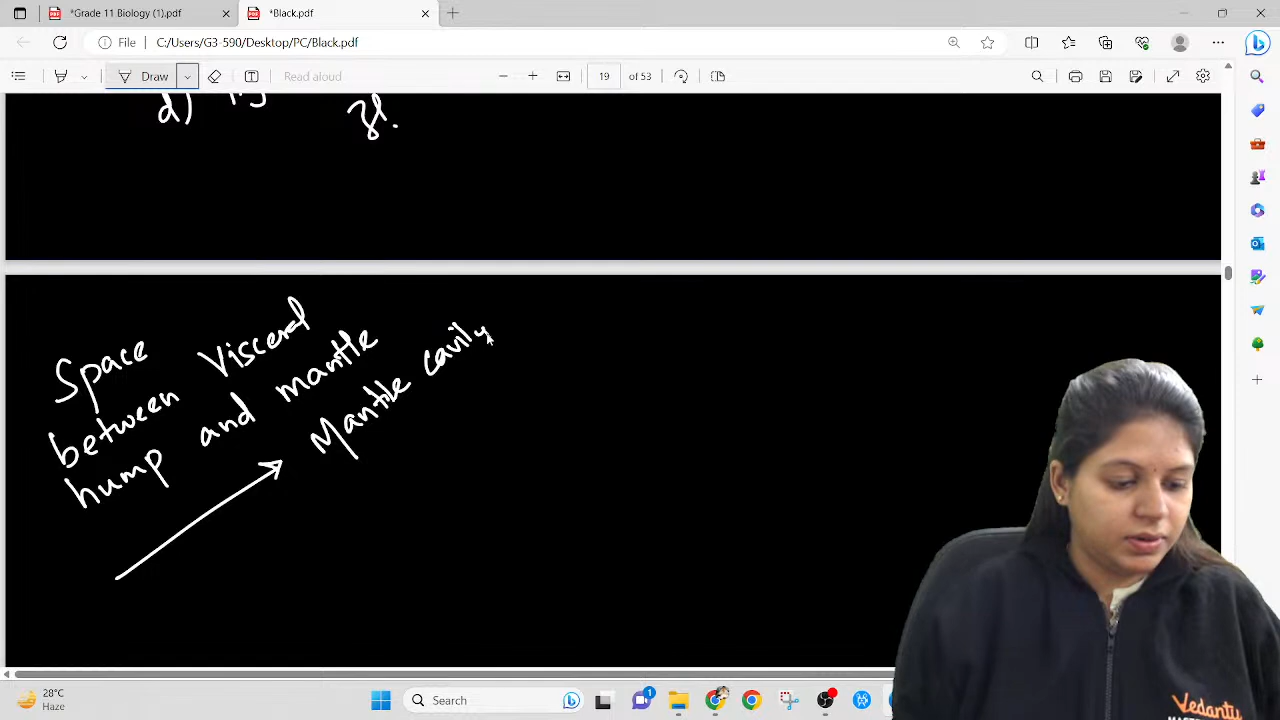 *Grade 11 Biology (1).pdf
*Black.pdf
File C:/Users/G3-590/Desktop/PC/Black.pdf
Draw Read aloud 19 of 53
d)
Space
between Visceral
hump and mantle
Mantle cavity
Vedantu
28°C
Haze
Search
1